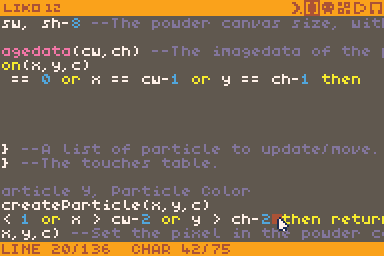 LIKO 12
sw, sh-8 --The powder canvas size, with
agedata(cw,ch) --The imagedata of the p
on(x,y,c)
== 0 or x == cw-1 or y == ch-1 then
} --A list of particle to update/move.
} --The touches table.
article Y, Particle Color
createParticle(x,y,c)
< 1 or x > cw-2 or y > ch-2 then return
x,y,c) --Set the pixel in the powder c
LINE 20/136 CHAR 42/75